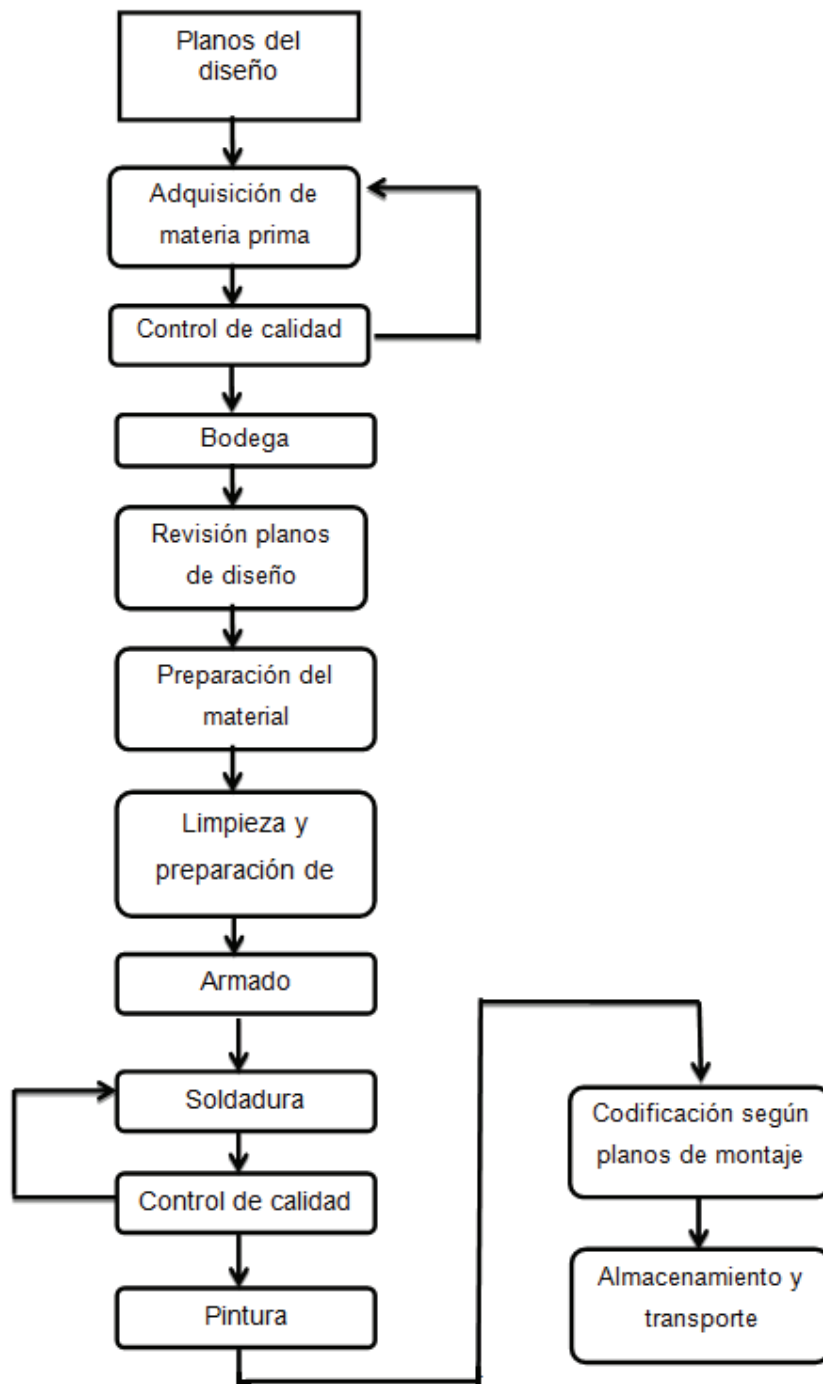 Planos del
diseño
Adquisición de
materia prima
Control de calidad
Bodega
Revisión planos
de diseño
Preparación del
material
Limpieza y
preparación de
Armado
Soldadura
Control de calidad
Pintura
Codificación según
planos de montaje
Almacenamiento y
transporte